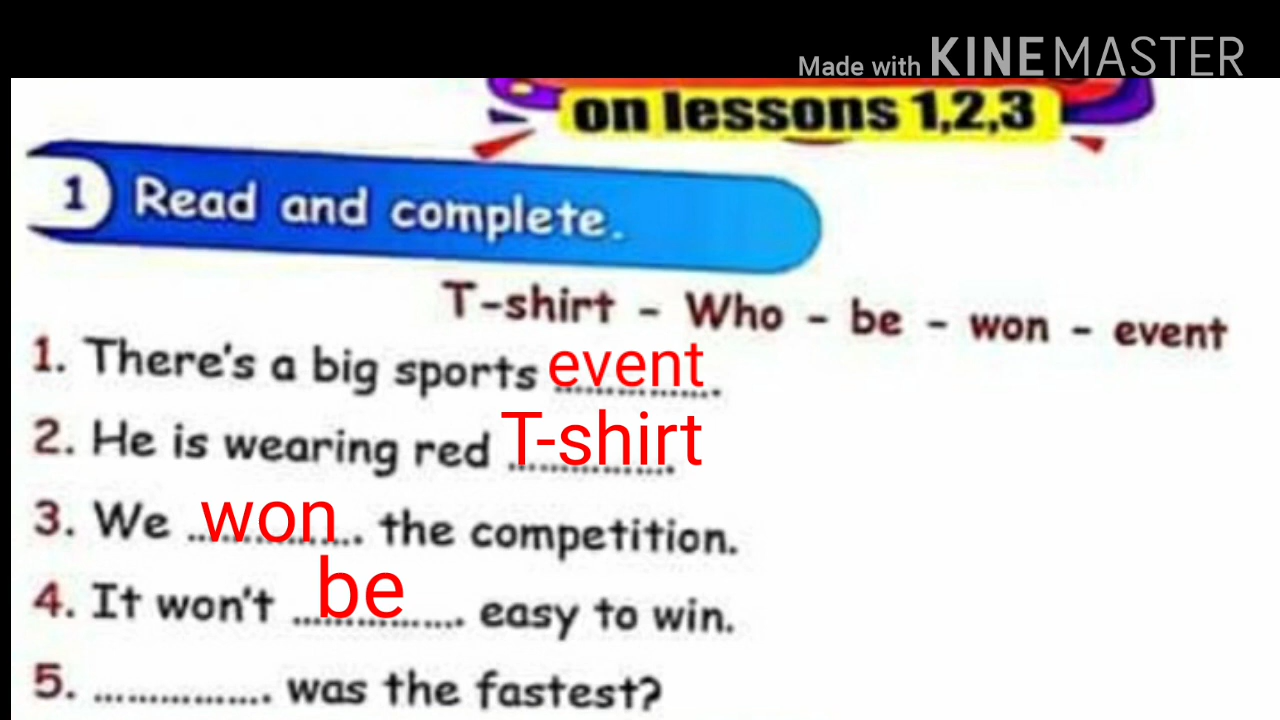 Made with KINEMASTER
on lessons 1,2,3
1 Read and complete.
T-shirt - Who - be - won - event
1. There's a big sports event.
2. He is wearing red T-shirt.
3. We won the competition.
4. It won't be easy to win.
5. ................ was the fastest?